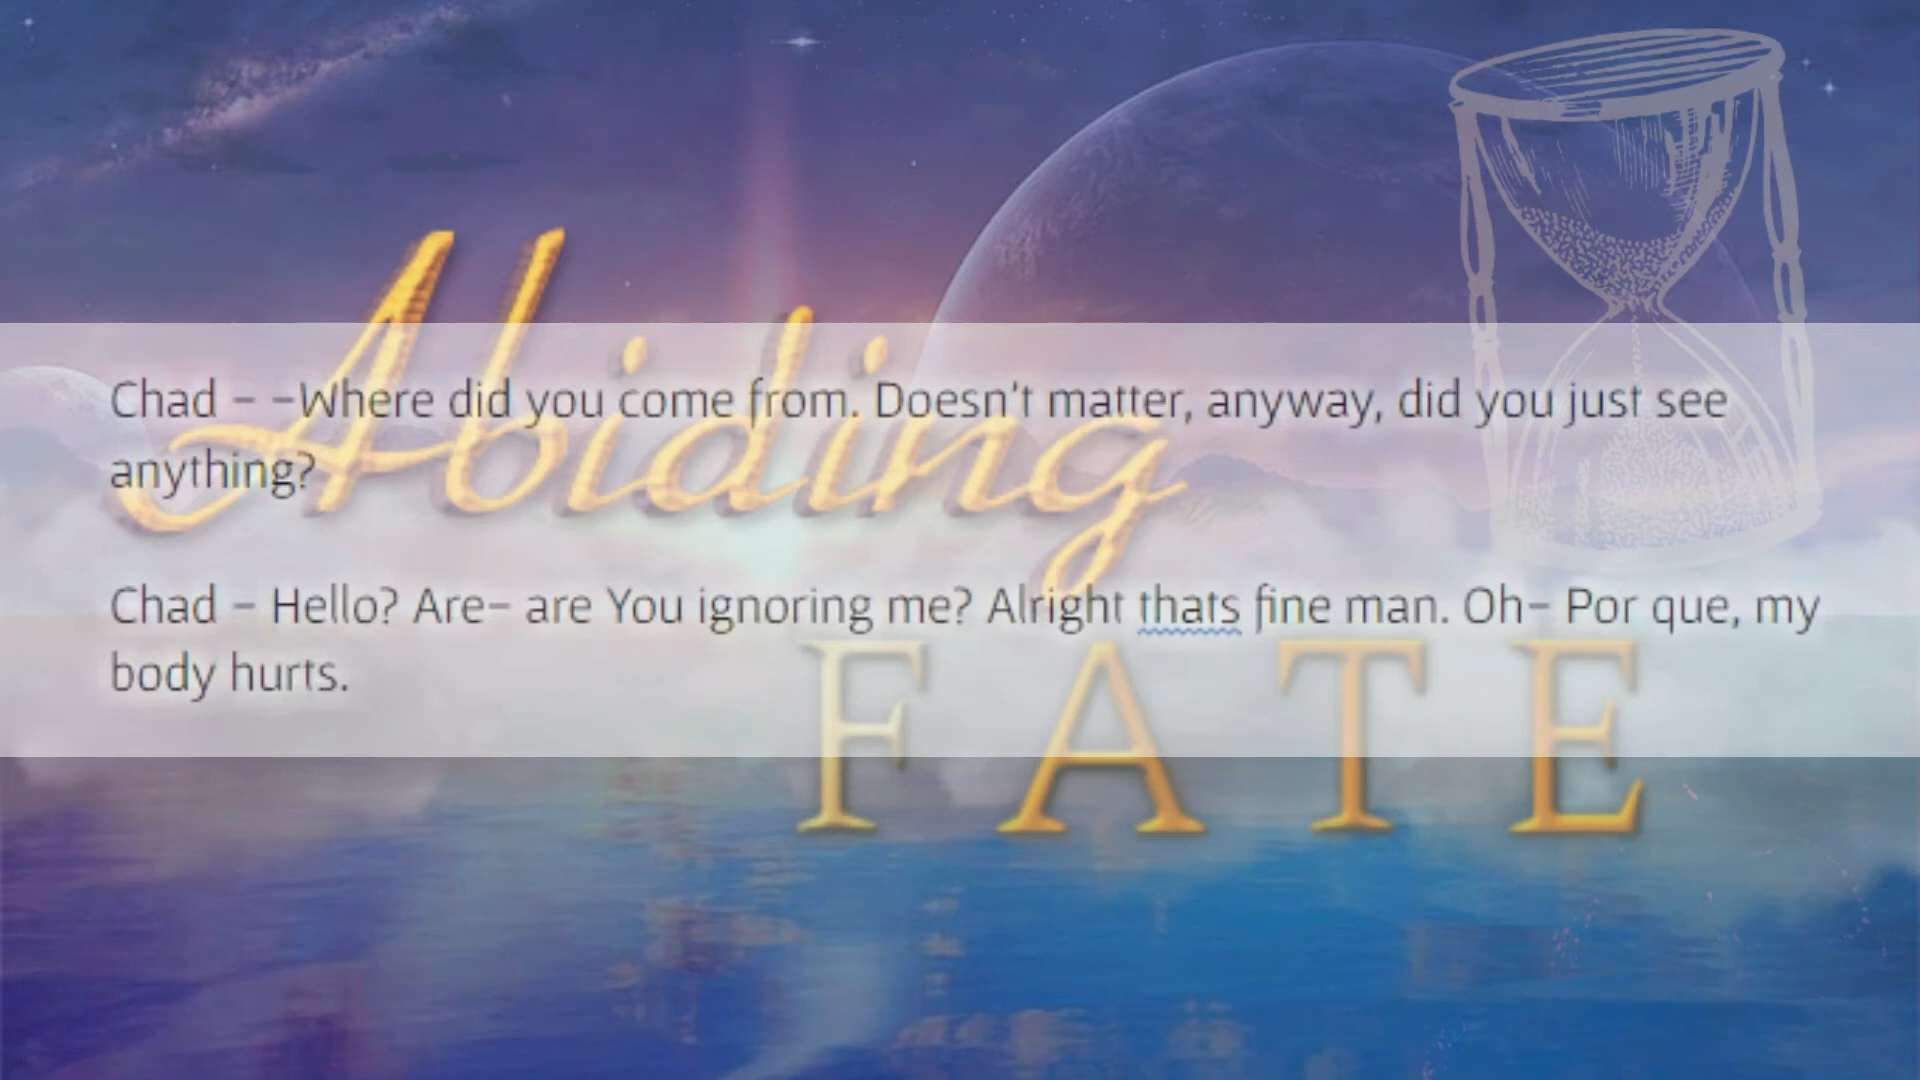 Abiding
Chad – –Where did you come from. Doesn't matter, anyway, did you just see
anything?
Chad – Hello? Are– are You ignoring me? Alright thats fine man. Oh– Por que, my
body hurts.
FATE